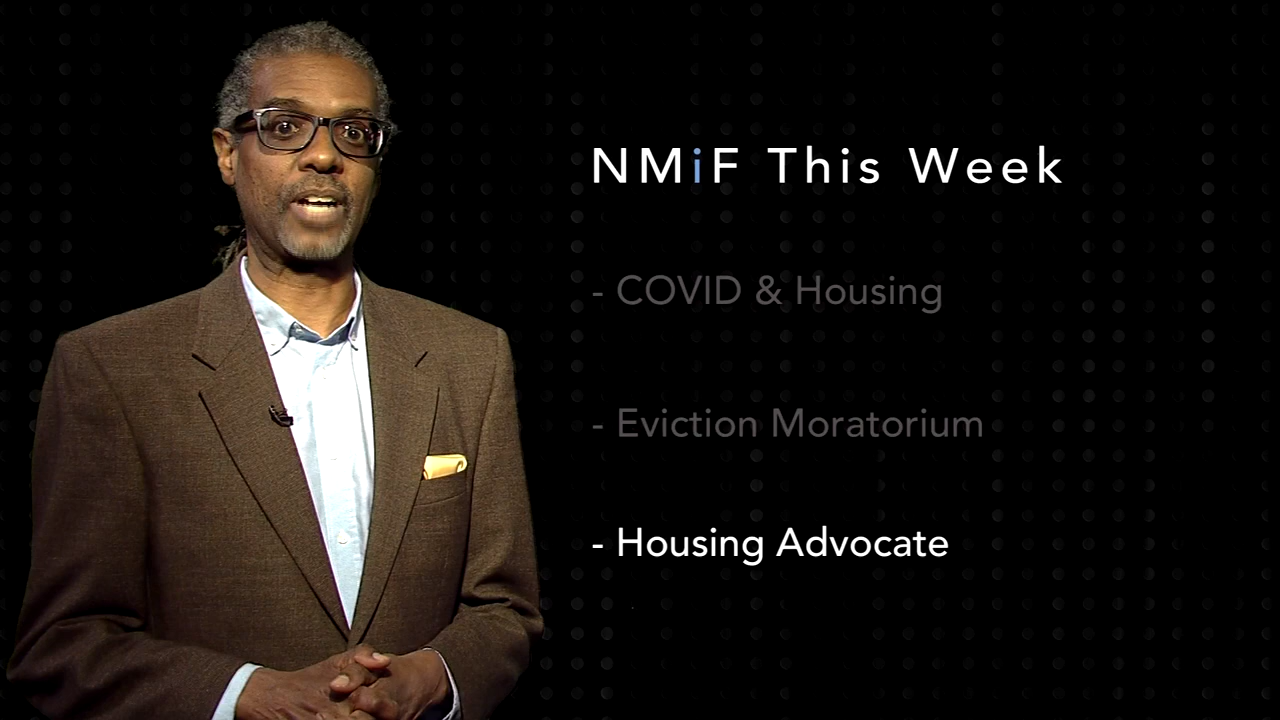 NMiF This Week
- COVID & Housing
- Eviction Moratorium
- Housing Advocate